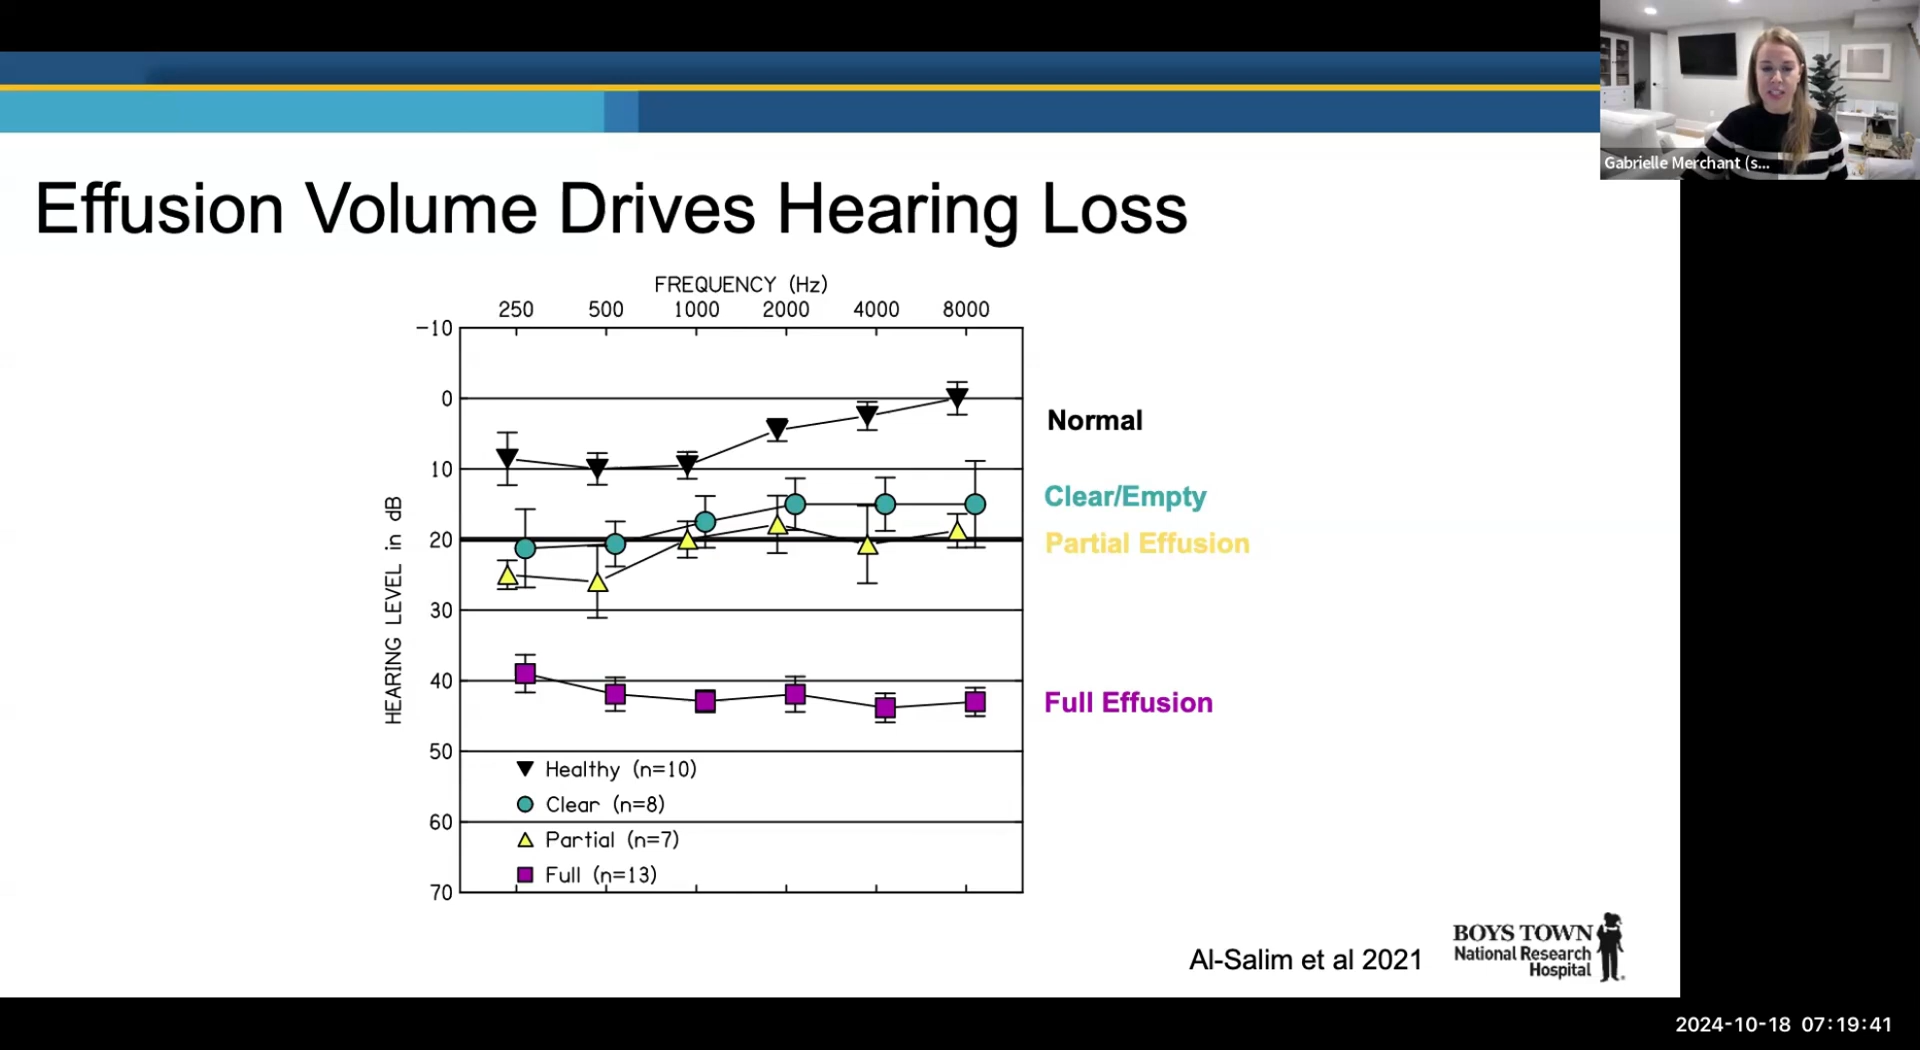 Gabrielle Merchant (s...
Effusion Volume Drives Hearing Loss
FREQUENCY (Hz)
250 500 1000 2000 4000 8000
−10
0
10
20
30
40
50
60
70
HEARING LEVEL in dB
Normal
Clear/Empty
Partial Effusion
Full Effusion
Healthy (n=10)
Clear (n=8)
Partial (n=7)
Full (n=13)
Al-Salim et al 2021
BOYS TOWN
National Research
Hospital
2024-10-18 07:19:41